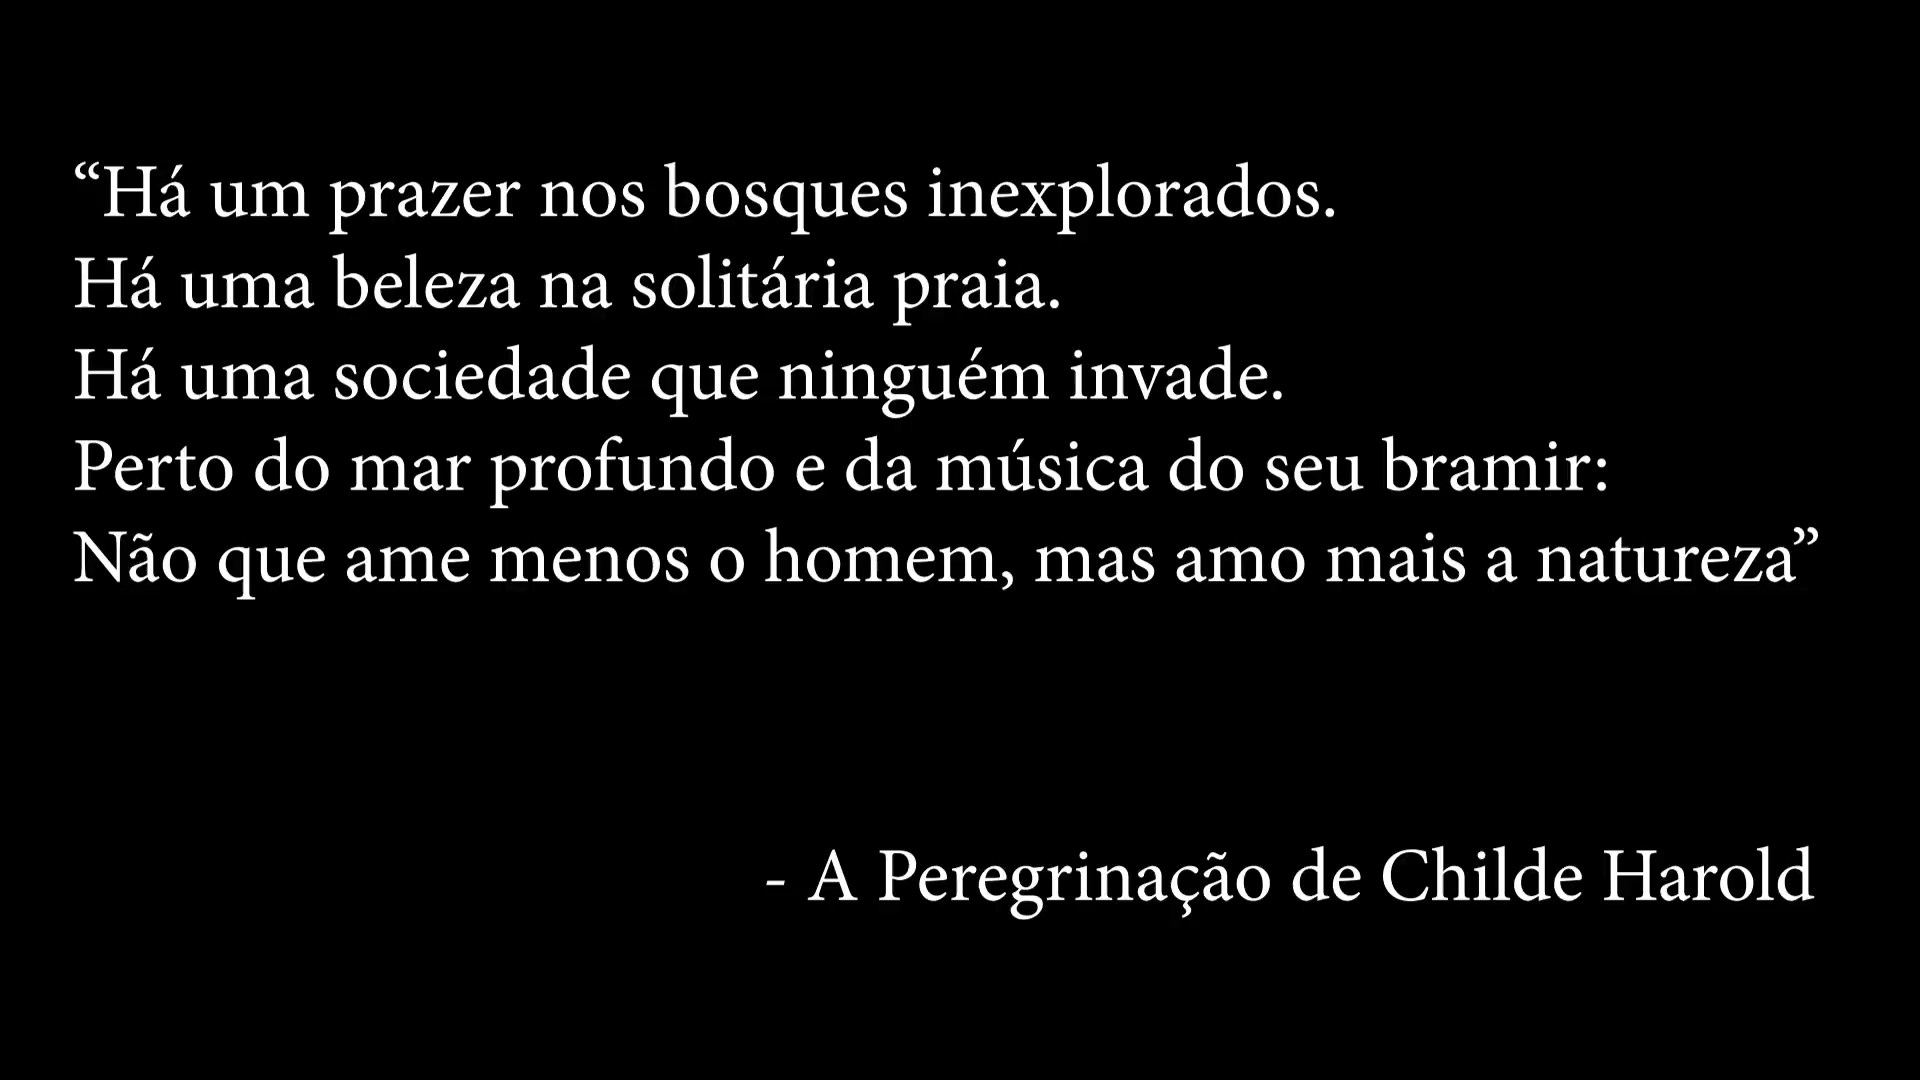 “Há um prazer nos bosques inexplorados.
Há uma beleza na solitária praia.
Há uma sociedade que ninguém invade.
Perto do mar profundo e da música do seu bramir:
Não que ame menos o homem, mas amo mais a natureza”
- A Peregrinação de Childe Harold